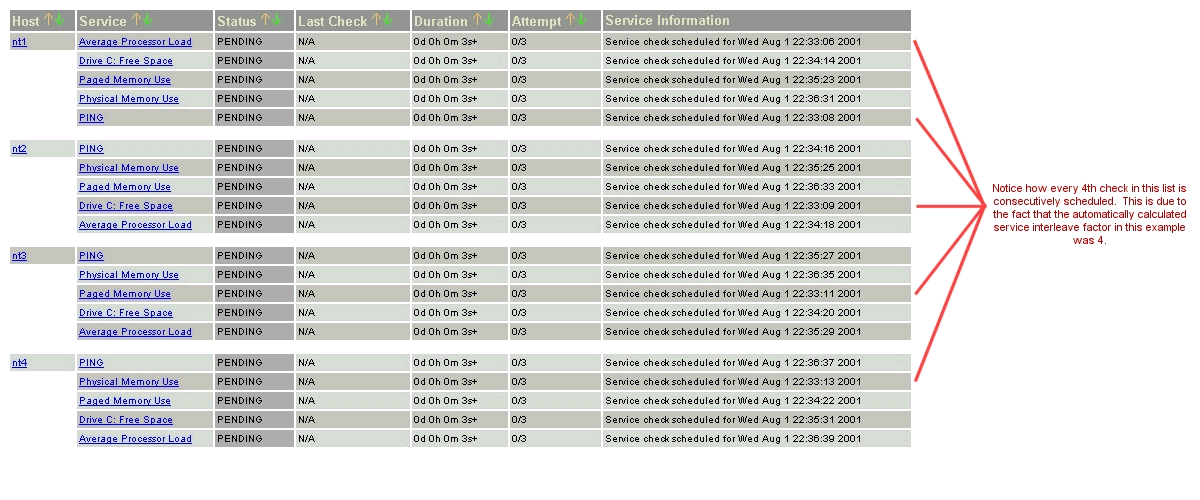 Host Service Status Last Check Duration Attempt Service Information
nt1 Average Processor Load PENDING N/A 0d 0h 0m 3s+ 0/3 Service check scheduled for Wed Aug 1 22:33:06 2001
Drive C: Free Space PENDING N/A 0d 0h 0m 3s+ 0/3 Service check scheduled for Wed Aug 1 22:34:14 2001
Paged Memory Use PENDING N/A 0d 0h 0m 3s+ 0/3 Service check scheduled for Wed Aug 1 22:35:23 2001
Physical Memory Use PENDING N/A 0d 0h 0m 3s+ 0/3 Service check scheduled for Wed Aug 1 22:36:31 2001
PING PENDING N/A 0d 0h 0m 3s+ 0/3 Service check scheduled for Wed Aug 1 22:33:08 2001
nt2 PING PENDING N/A 0d 0h 0m 3s+ 0/3 Service check scheduled for Wed Aug 1 22:34:16 2001
Physical Memory Use PENDING N/A 0d 0h 0m 3s+ 0/3 Service check scheduled for Wed Aug 1 22:35:25 2001
Paged Memory Use PENDING N/A 0d 0h 0m 3s+ 0/3 Service check scheduled for Wed Aug 1 22:36:33 2001
Drive C: Free Space PENDING N/A 0d 0h 0m 3s+ 0/3 Service check scheduled for Wed Aug 1 22:33:09 2001
Average Processor Load PENDING N/A 0d 0h 0m 3s+ 0/3 Service check scheduled for Wed Aug 1 22:34:18 2001
nt3 PING PENDING N/A 0d 0h 0m 3s+ 0/3 Service check scheduled for Wed Aug 1 22:35:27 2001
Physical Memory Use PENDING N/A 0d 0h 0m 3s+ 0/3 Service check scheduled for Wed Aug 1 22:36:35 2001
Paged Memory Use PENDING N/A 0d 0h 0m 3s+ 0/3 Service check scheduled for Wed Aug 1 22:33:11 2001
Drive C: Free Space PENDING N/A 0d 0h 0m 3s+ 0/3 Service check scheduled for Wed Aug 1 22:34:20 2001
Average Processor Load PENDING N/A 0d 0h 0m 3s+ 0/3 Service check scheduled for Wed Aug 1 22:35:29 2001
nt4 PING PENDING N/A 0d 0h 0m 3s+ 0/3 Service check scheduled for Wed Aug 1 22:36:37 2001
Physical Memory Use PENDING N/A 0d 0h 0m 3s+ 0/3 Service check scheduled for Wed Aug 1 22:33:13 2001
Paged Memory Use PENDING N/A 0d 0h 0m 3s+ 0/3 Service check scheduled for Wed Aug 1 22:34:22 2001
Drive C: Free Space PENDING N/A 0d 0h 0m 3s+ 0/3 Service check scheduled for Wed Aug 1 22:35:31 2001
Average Processor Load PENDING N/A 0d 0h 0m 3s+ 0/3 Service check scheduled for Wed Aug 1 22:36:39 2001
Notice how every 4th check in this list is
consecutively scheduled. This is due to
the fact that the automatically calculated
service interleave factor in this example
was 4.